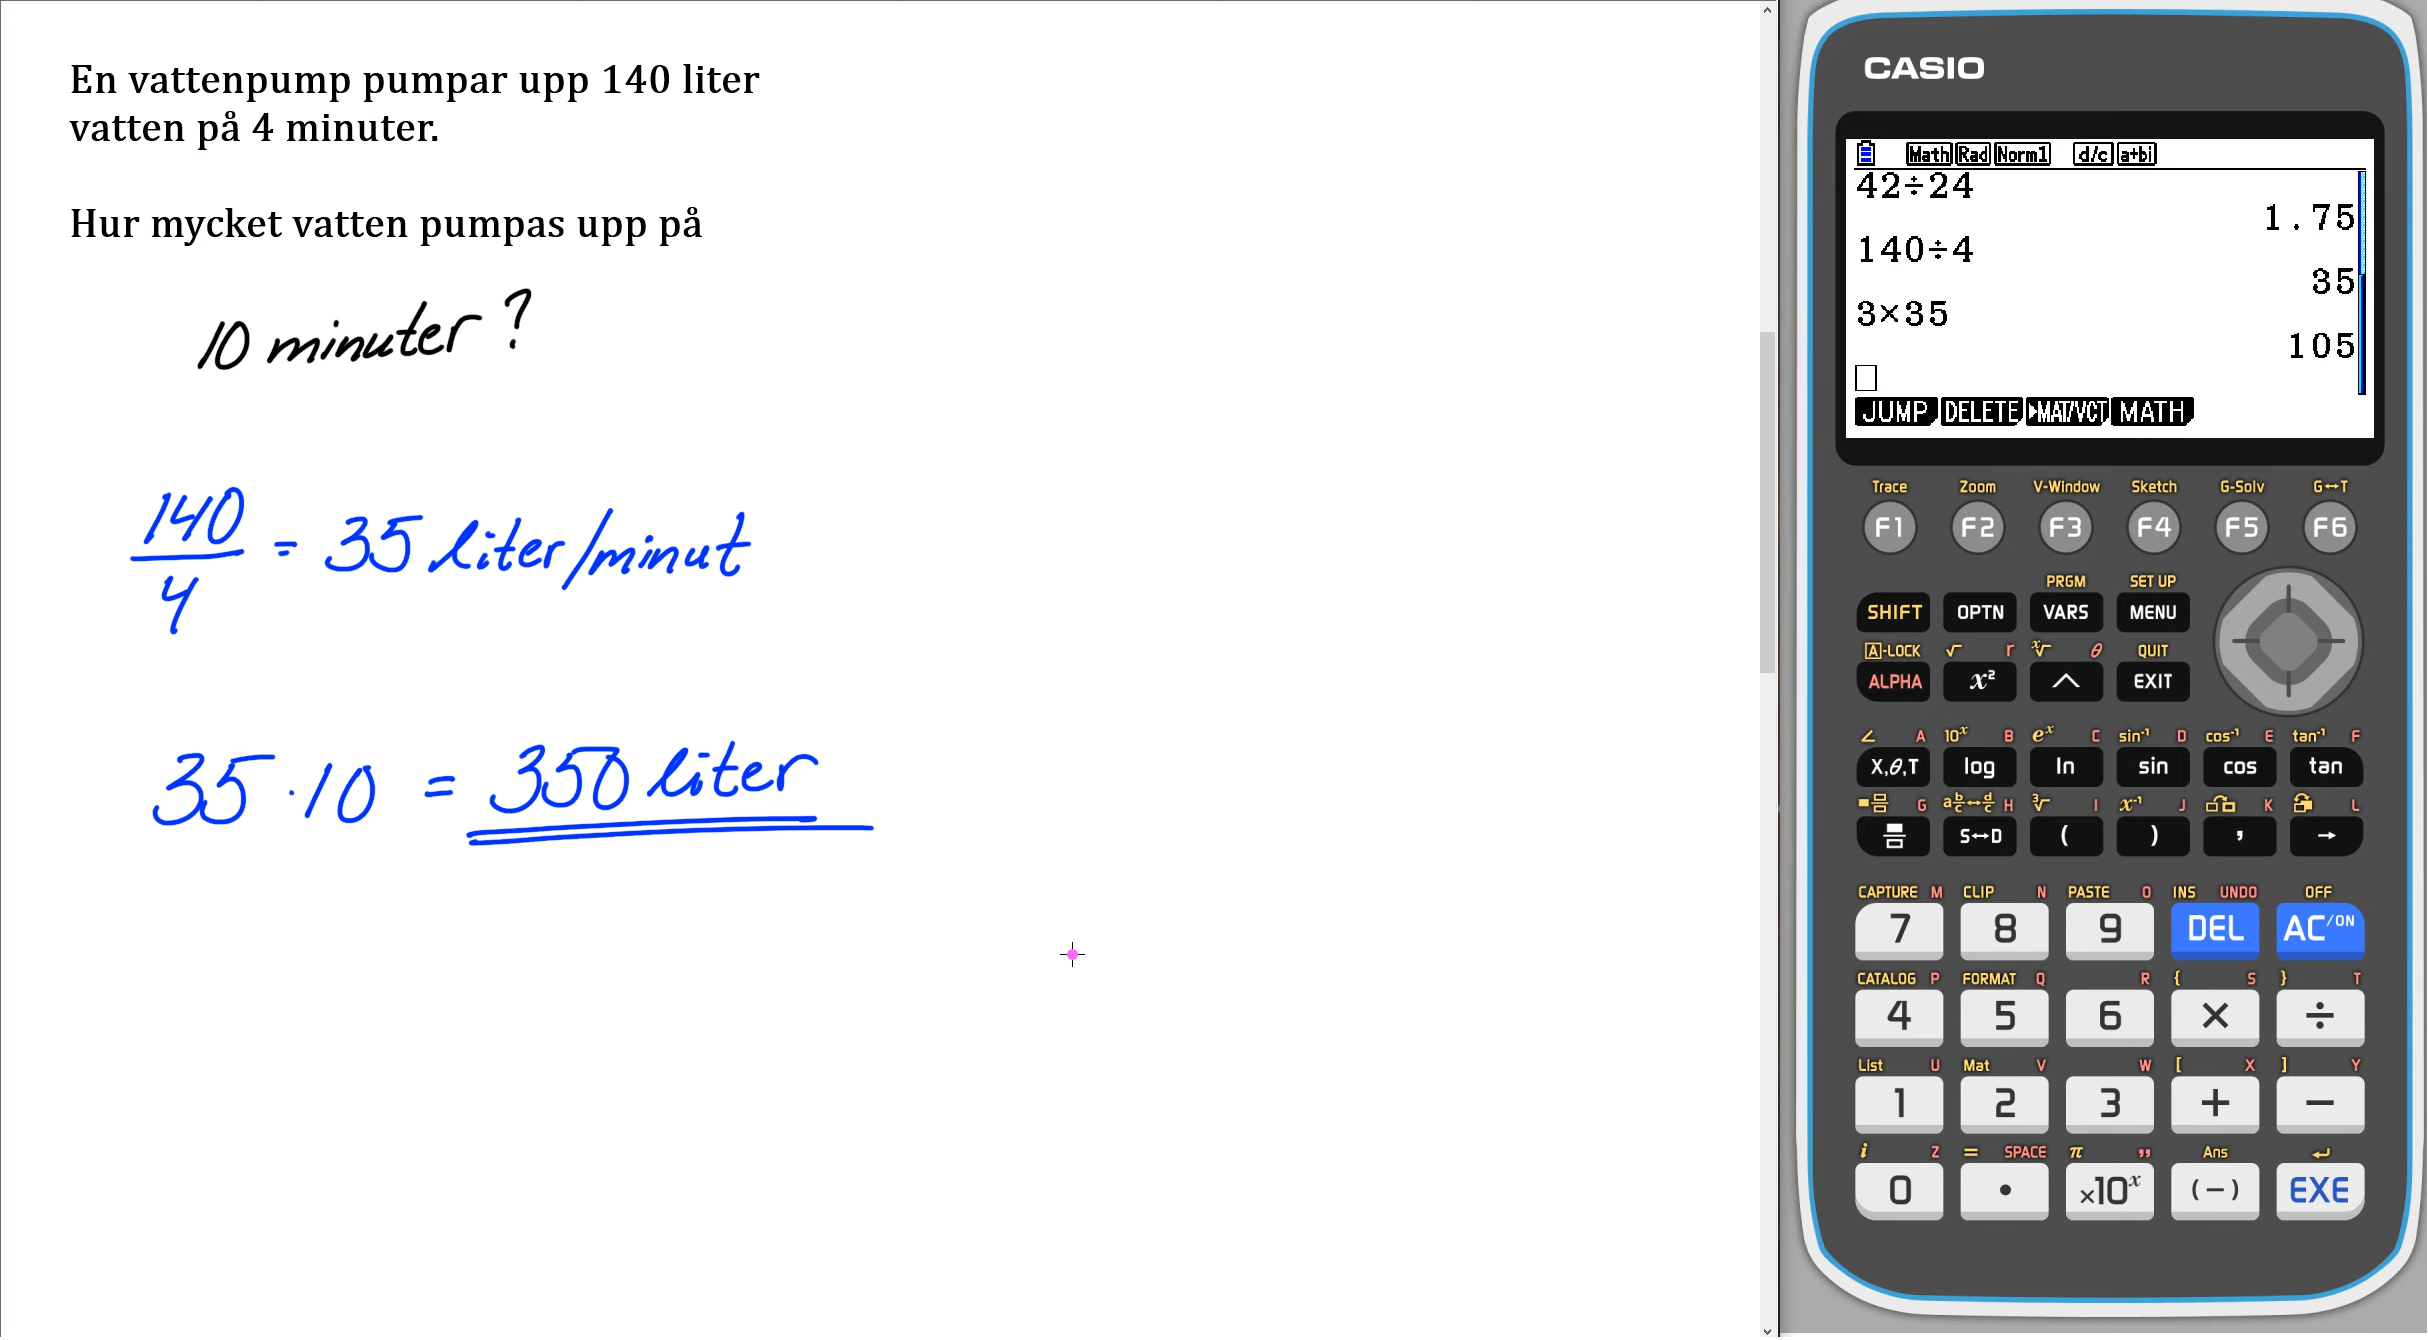 En vattenpump pumpar upp 140 liter
vatten på 4 minuter.
Hur mycket vatten pumpas upp på
10 minuter ?
140
4
= 35 liter/minut
35 · 10 = 350 liter
CASIO
Math Rad Norm1 d/c a+bi
42÷24
1.75
140÷4
35
3×35
105
JUMP DELETE ▶MAT/VCT MATH
Trace Zoom V-Window Sketch G-Solv G↔T
F1 F2 F3 F4 F5 F6
PRGM SET UP
SHIFT OPTN VARS MENU
A-LOCK √ r ˣ√ θ QUIT
ALPHA x² ^ EXIT
∠ A 10ˣ B eˣ C sin⁻¹ D cos⁻¹ E tan⁻¹ F
X,θ,T log ln sin cos tan
G a b/c↔d/c H ³√ I x⁻¹ J K L
S↔D ( ) , →
CAPTURE M CLIP N PASTE O INS UNDO OFF
7 8 9 DEL AC/ON
CATALOG P FORMAT Q R { S } T
4 5 6 × ÷
List U Mat V W [ X ] Y
1 2 3 + −
i Z = SPACE π " Ans ↵
0 • ×10ˣ (−) EXE